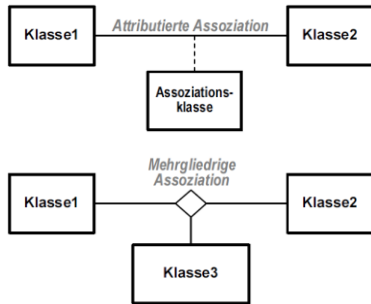 Attributierte Assoziation
Klasse1
Klasse2
Assoziations-
klasse
Mehrgliedrige
Assoziation
Klasse1
Klasse2
Klasse3